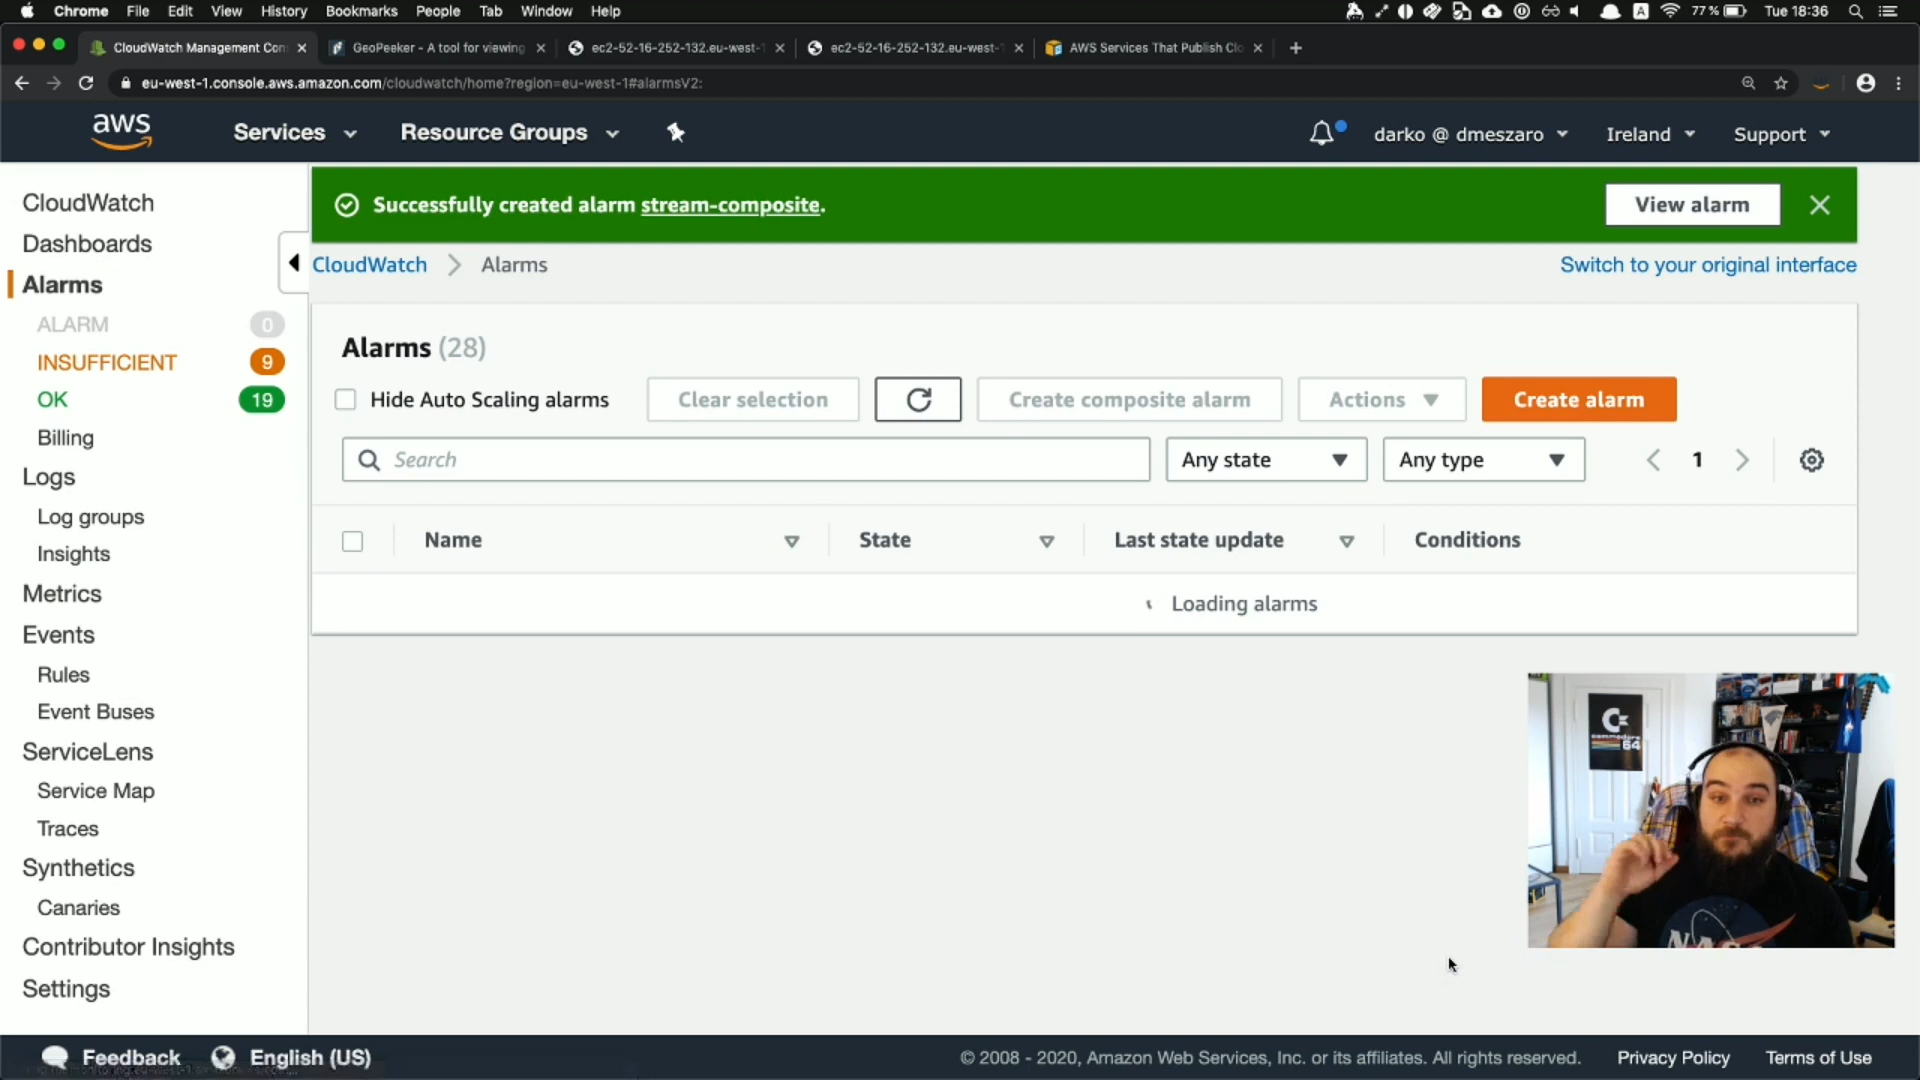 Chrome File Edit View History Bookmarks People Tab Window Help 77% Tue 18:36
CloudWatch Management Con GeoPeeker - A tool for viewing ec2-52-16-252-132.eu-west-1 ec2-52-16-252-132.eu-west- AWS Services That Publish Clo
eu-west-1.console.aws.amazon.com/cloudwatch/home?region=eu-west-1#alarmsV2:
aws Services Resource Groups darko @ dmeszaro Ireland Support
CloudWatch
Dashboards
Alarms
ALARM 0
INSUFFICIENT 9
OK 19
Billing
Logs
Log groups
Insights
Metrics
Events
Rules
Event Buses
ServiceLens
Service Map
Traces
Synthetics
Canaries
Contributor Insights
Settings
Successfully created alarm stream-composite. View alarm
CloudWatch Alarms Switch to your original interface
Alarms (28)
Hide Auto Scaling alarms Clear selection Create composite alarm Actions Create alarm
Search Any state Any type 1
Name State Last state update Conditions
Loading alarms
commodore
64
Feedback English (US) © 2008 - 2020, Amazon Web Services, Inc. or its affiliates. All rights reserved. Privacy Policy Terms of Use